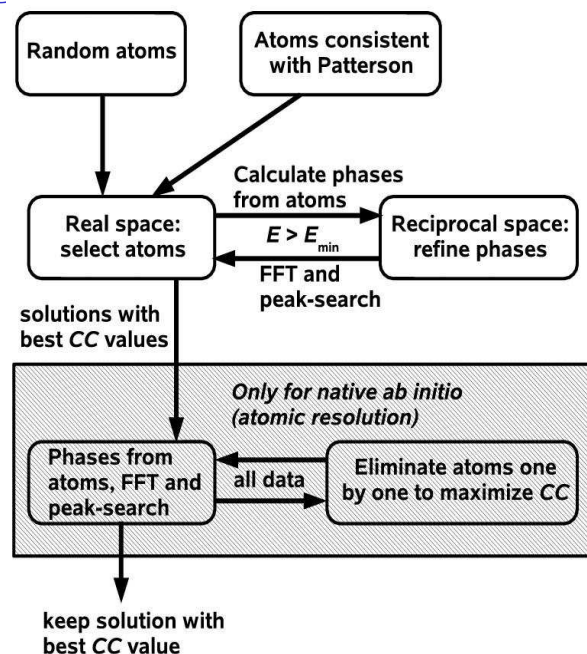 Random atoms
Atoms consistent
with Patterson
Calculate phases
from atoms
Real space:
select atoms
E > Emin
Reciprocal space:
refine phases
FFT and
peak-search
solutions with
best CC values
Only for native ab initio
(atomic resolution)
Phases from
atoms, FFT and
peak-search
all data
Eliminate atoms one
by one to maximize CC
keep solution with
best CC value